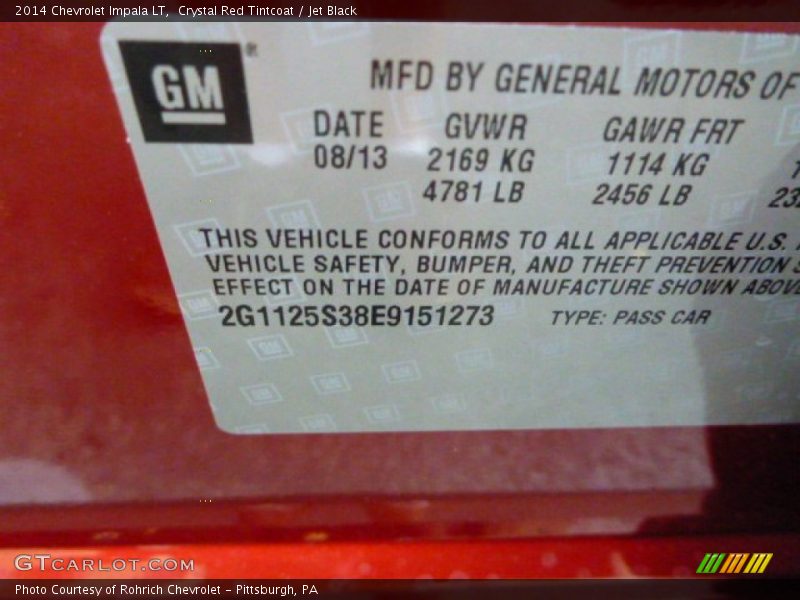 2014 Chevrolet Impala LT, Crystal Red Tintcoat / Jet Black
GM
MFD BY GENERAL MOTORS OF
DATE GVWR GAWR FRT
08/13 2169 KG 1114 KG
4781 LB 2456 LB
THIS VEHICLE CONFORMS TO ALL APPLICABLE U.S.
VEHICLE SAFETY, BUMPER, AND THEFT PREVENTION
EFFECT ON THE DATE OF MANUFACTURE SHOWN ABOVE
2G1125S38E9151273 TYPE: PASS CAR
GTCARLOT.COM
Photo Courtesy of Rohrich Chevrolet - Pittsburgh, PA